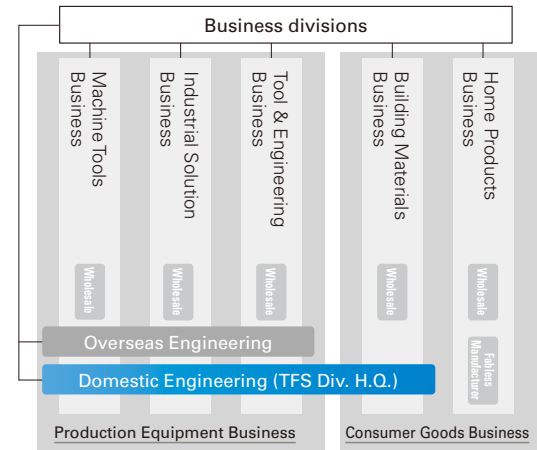 Business divisions
Machine Tools
Business
Industrial Solution
Business
Tool & Engineering
Business
Building Materials
Business
Home Products
Business
Wholesale
Wholesale
Wholesale
Wholesale
Wholesale
Overseas Engineering
Fabless
Manufacturer
Domestic Engineering (TFS Div. H.Q.)
Production Equipment Business
Consumer Goods Business